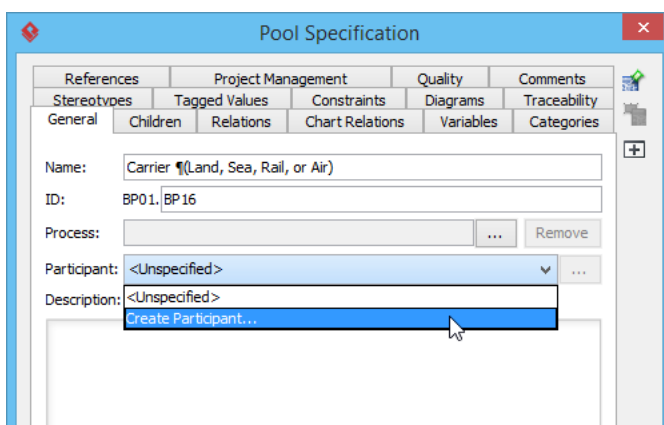 Pool Specification
References Project Management Quality Comments
Stereotypes Tagged Values Constraints Diagrams Traceability
General Children Relations Chart Relations Variables Categories
Name: Carrier ¶(Land, Sea, Rail, or Air)
ID: BP01. BP16
Process: ... Remove
Participant: <Unspecified> ...
Description: <Unspecified>
Create Participant...